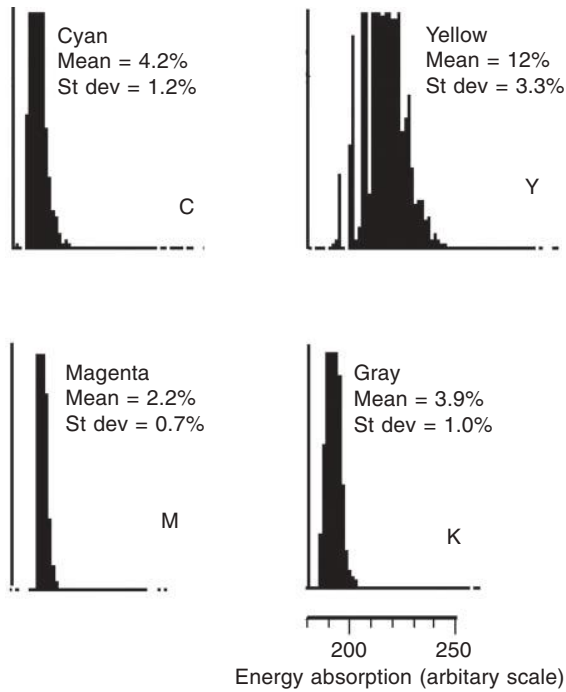 Cyan
Mean = 4.2%
St dev = 1.2%
C
Yellow
Mean = 12%
St dev = 3.3%
Y
Magenta
Mean = 2.2%
St dev = 0.7%
M
Gray
Mean = 3.9%
St dev = 1.0%
K
200 250
Energy absorption (arbitary scale)